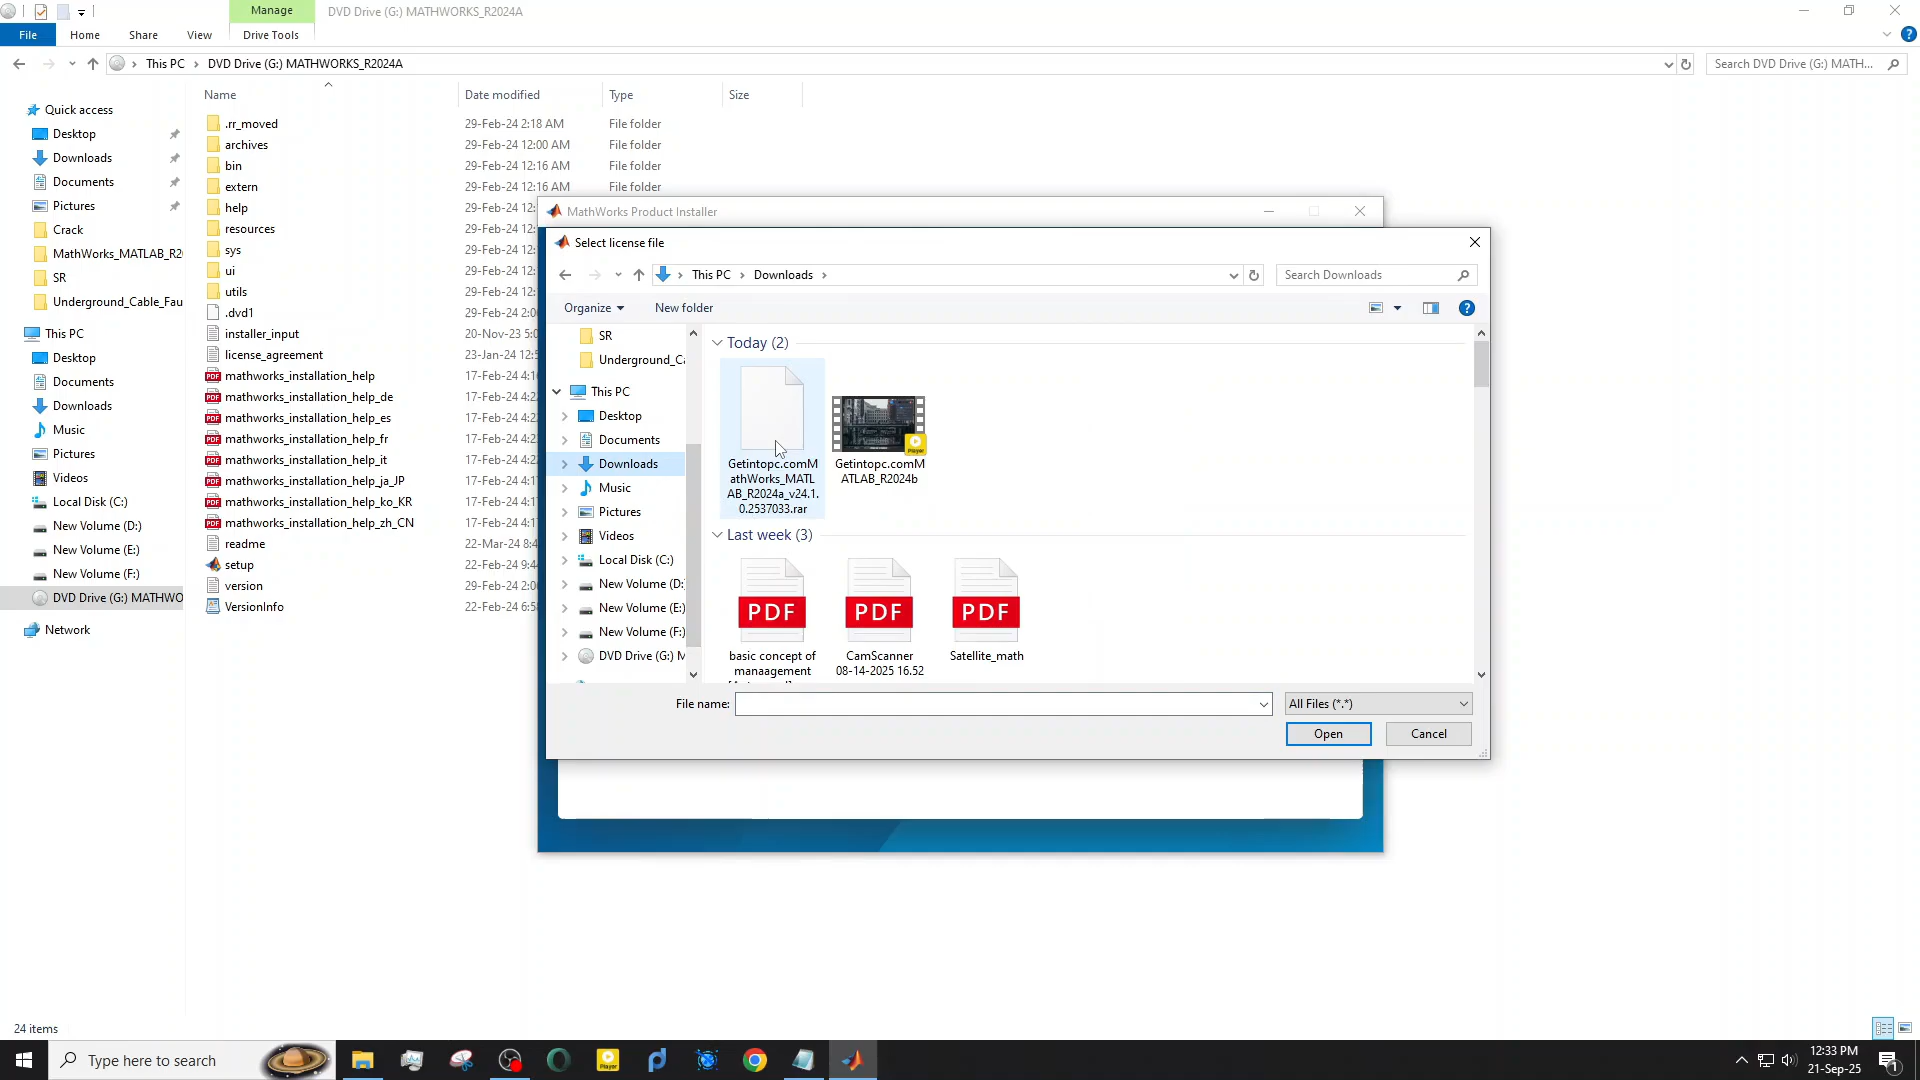 Manage
DVD Drive (G:) MATHWORKS_R2024A
File
Home
Share
View
Drive Tools
This PC
DVD Drive (G:) MATHWORKS_R2024A
Search DVD Drive (G:) MATH...
Name
Date modified
Type
Size
Quick access
Desktop
Downloads
Documents
Pictures
Crack
MathWorks_MATLAB_R20
SR
Underground_Cable_Fau
This PC
Desktop
Documents
Downloads
Music
Pictures
Videos
Local Disk (C:)
New Volume (D:)
New Volume (E:)
New Volume (F:)
DVD Drive (G:) MATHWO
Network
.rr_moved 29-Feb-24 2:18 AM File folder
archives 29-Feb-24 12:00 AM File folder
bin 29-Feb-24 12:16 AM File folder
extern 29-Feb-24 12:16 AM File folder
help 29-Feb-24 12:
resources 29-Feb-24 12:
sys 29-Feb-24 12:
ui 29-Feb-24 12:
utils 29-Feb-24 12:
.dvd1 29-Feb-24 2:0
installer_input 20-Nov-23 5:0
license_agreement 23-Jan-24 12:5
mathworks_installation_help 17-Feb-24 4:1
mathworks_installation_help_de 17-Feb-24 4:2
mathworks_installation_help_es 17-Feb-24 4:2
mathworks_installation_help_fr 17-Feb-24 4:2
mathworks_installation_help_it 17-Feb-24 4:1
mathworks_installation_help_ja_JP 17-Feb-24 4:1
mathworks_installation_help_ko_KR 17-Feb-24 4:1
mathworks_installation_help_zh_CN 17-Feb-24 4:1
readme 22-Mar-24 8:4
setup 22-Feb-24 9:4
version 29-Feb-24 2:0
VersionInfo 22-Feb-24 6:5
MathWorks Product Installer
Select license file
This PC
Downloads
Search Downloads
Organize
New folder
SR
Underground_Ca
This PC
Desktop
Documents
Downloads
Music
Pictures
Videos
Local Disk (C:)
New Volume (D:
New Volume (E:)
New Volume (F:)
DVD Drive (G:) M
Today (2)
Getintopc.comM
athWorks_MATL
AB_R2024a_v24.1.
0.2537033.rar
Player
Getintopc.comM
ATLAB_R2024b
Last week (3)
PDF
basic concept of
manaagement
PDF
CamScanner
08-14-2025 16.52
PDF
Satellite_math
File name:
All Files (*.*)
Open
Cancel
24 items
Type here to search
Player
12:33 PM
21-Sep-25
1